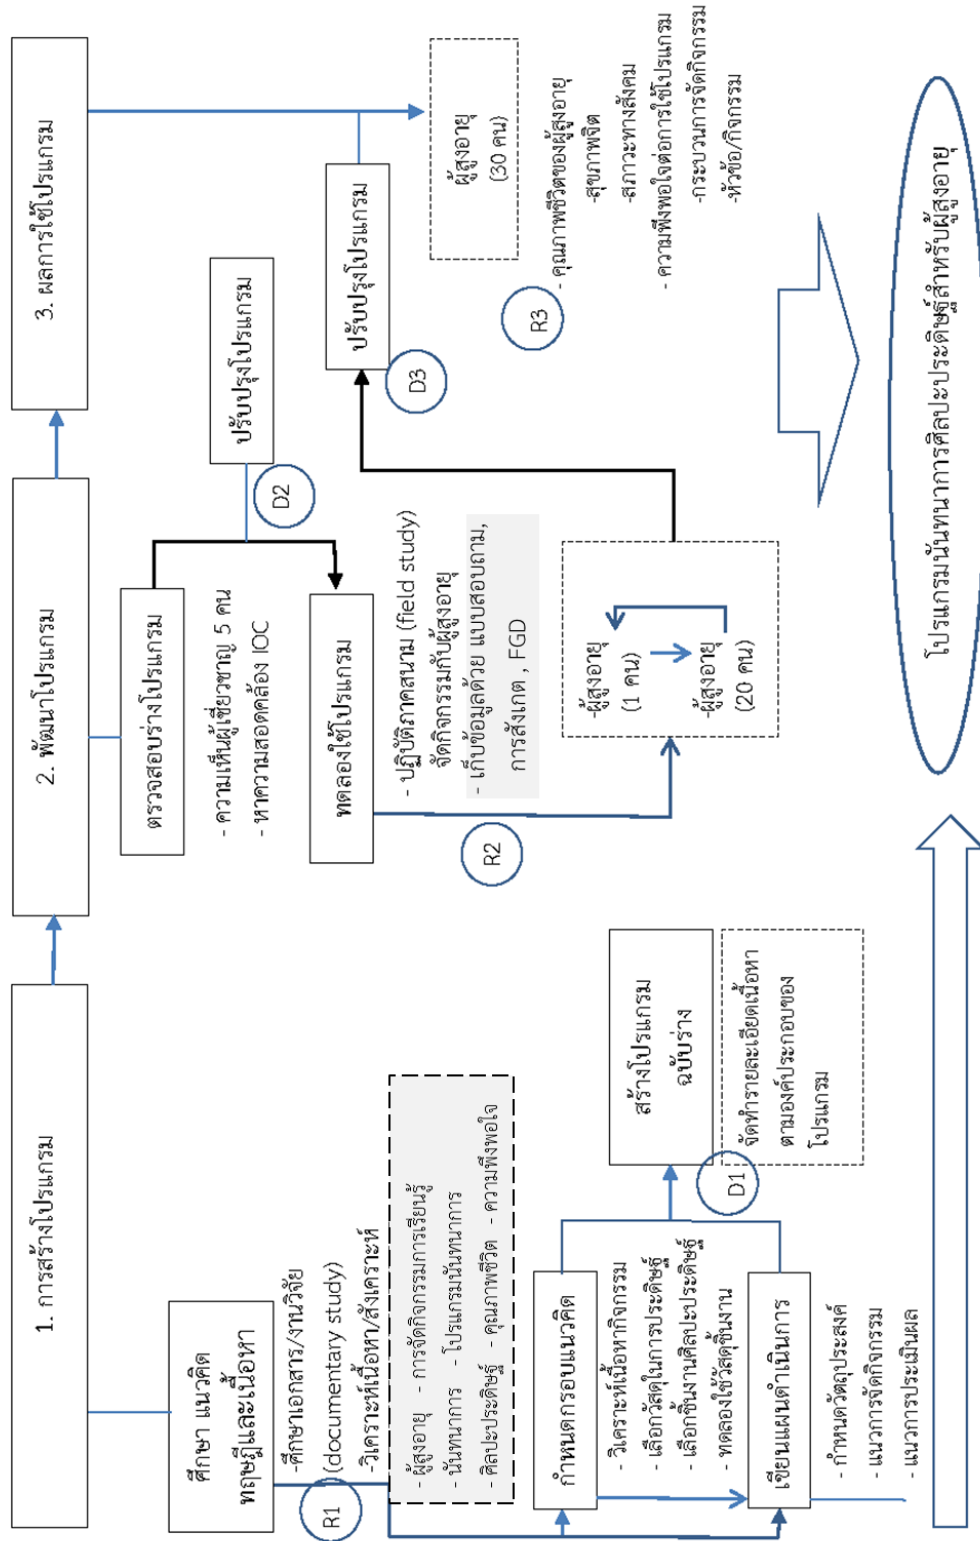 1. การสร้างโปรแกรม
2. พัฒนาโปรแกรม
3. ผลการใช้โปรแกรม
ศึกษา แนวคิด
ทฤษฎีและเนื้อหา
-ศึกษาเอกสาร/งานวิจัย
(documentary study)
-วิเคราะห์เนื้อหา/สังเคราะห์
R1
-ผู้สูงอายุ -การจัดกิจกรรมการเรียนรู้
- นันทนาการ - โปรแกรมนันทนาการ
- ศิลปะประดิษฐ์ - คุณภาพชีวิต - ความพึงพอใจ
กำหนดกรอบแนวคิด
- วิเคราะห์เนื้อหากิจกรรม
- เลือกวัสดุในการประดิษฐ์
- เลือกชิ้นงานศิลปะประดิษฐ์
- ทดลองใช้วัสดุชิ้นงาน
เขียนแผนดำเนินการ
- กำหนดวัตถุประสงค์
- แนวการจัดกิจกรรม
- แนวการประเมินผล
สร้างโปรแกรม
ฉบับร่าง
D1
จัดทำรายละเอียดเนื้อหา
ตามองค์ประกอบของ
โปรแกรม
ตรวจสอบร่างโปรแกรม
- ความเห็นผู้เชี่ยวชาญ 5 คน
- หาความสอดคล้อง IOC
D2
ปรับปรุงโปรแกรม
ทดลองใช้โปรแกรม
- ปฏิบัติภาคสนาม (field study)
จัดกิจกรรมกับผู้สูงอายุ
- เก็บข้อมูลด้วย แบบสอบถาม,
การสังเกต , FGD
R2
-ผู้สูงอายุ
(1 คน)
-ผู้สูงอายุ
(20 คน)
D3
ปรับปรุงโปรแกรม
ผู้สูงอายุ
(30 คน)
R3
- คุณภาพชีวิตของผู้สูงอายุ
-สุขภาพจิต
-สภาวะทางสังคม
- ความพึงพอใจต่อการใช้โปรแกรม
-กระบวนการจัดกิจกรรม
-หัวข้อ/กิจกรรม
โปรแกรมนันทนาการศิลปะประดิษฐ์สำหรับผู้สูงอายุ